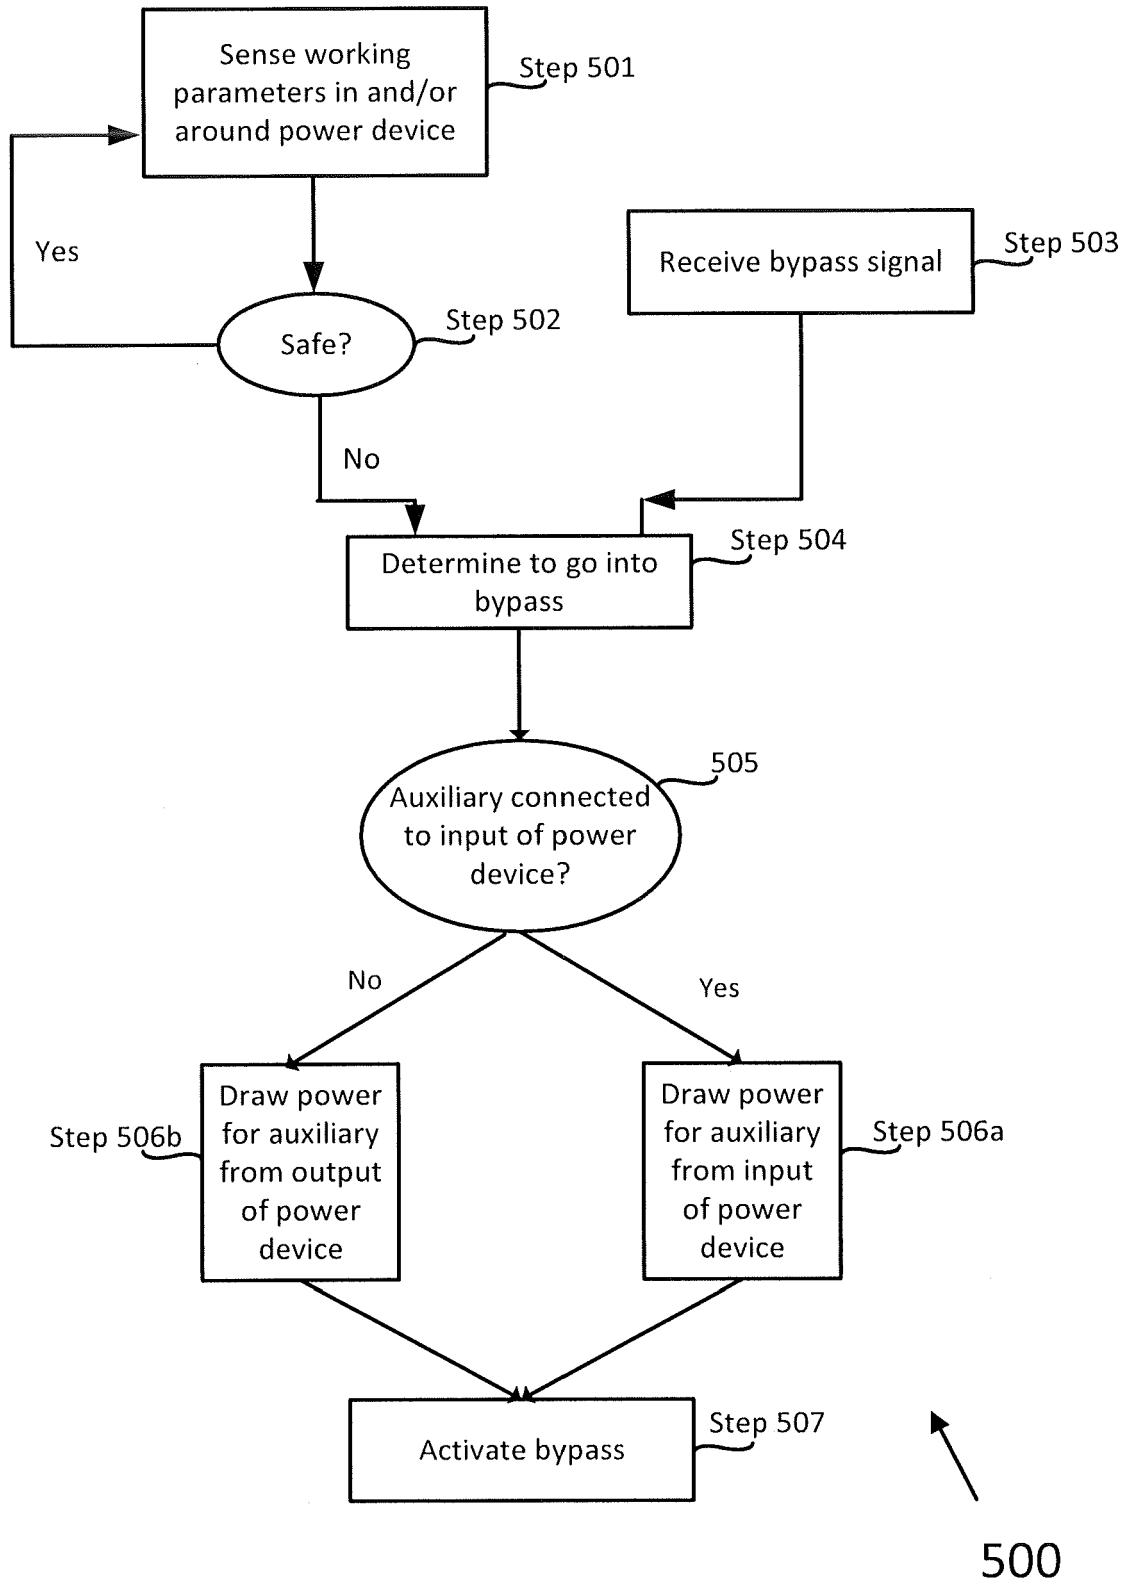 Sense working
parameters in and/or
around power device
Step 501
Yes
Receive bypass signal
Step 503
Safe?
Step 502
No
Determine to go into
bypass
Step 504
Auxiliary connected
to input of power
device?
505
No
Yes
Draw power
for auxiliary
from output
of power
device
Step 506b
Draw power
for auxiliary
from input
of power
device
Step 506a
Activate bypass
Step 507
500